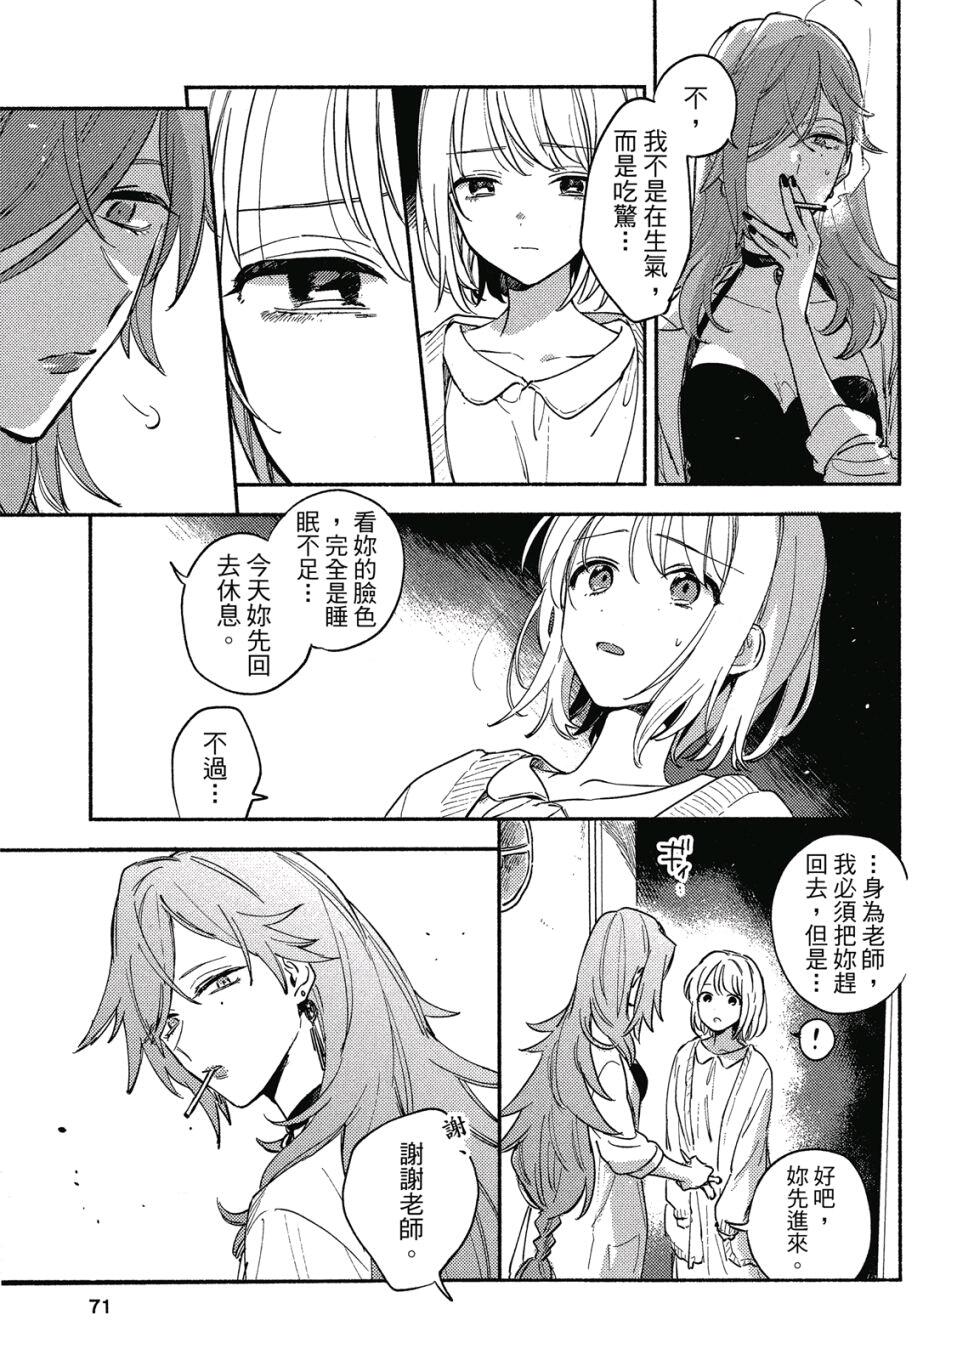 不，
我不是在生氣，
而是吃驚…
看妳的臉色
，完全是睡
眠不足…
今天妳先回
去休息。
不過…
…身為老師，
我必須把妳趕
回去，但是…
！
ギィ…
好吧，
妳先進來。
謝
謝謝老師。
71